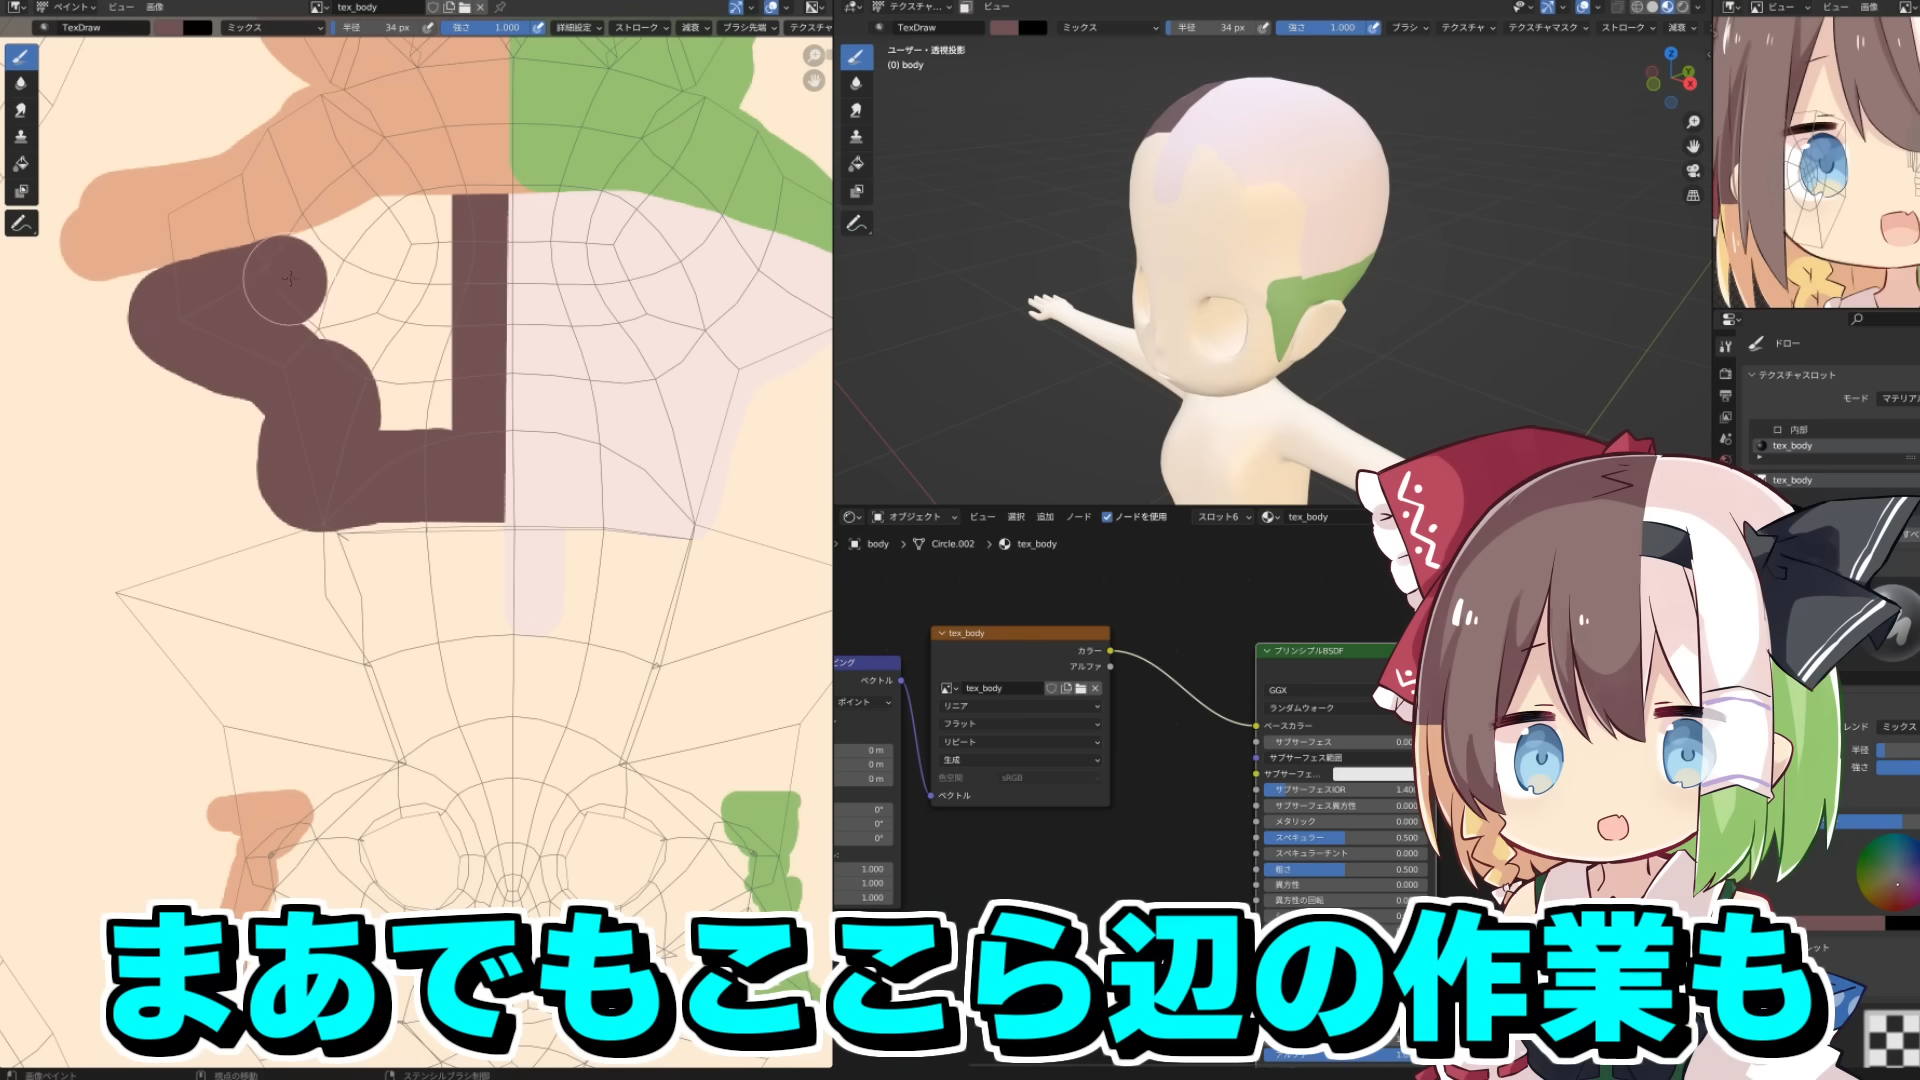 ペイント ビュー 画像 tex_body
TexDraw ミックス 半径 34 px 強さ 1.000 詳細設定 ストローク 減衰 ブラシ先端 テクスチャ
テクスチャ... ビュー
TexDraw ミックス 半径 34 px 強さ 1.000 ブラシ テクスチャ テクスチャマスク ストローク 減衰
ビュー ビュー 画像
ユーザー・透視投影
(0) body
Z
Y
X
ドロー
テクスチャスロット
モード マテリアル
内部
tex_body
tex_body
オブジェクト ビュー 選択 追加 ノード ノードを使用 スロット6 tex_body
body Circle.002 tex_body
ピング
ベクトル
ポイント
0 m
0 m
0 m
0°
0°
0°
1.000
1.000
1.000
tex_body
カラー
アルファ
tex_body
リニア
フラット
リピート
生成
色空間 sRGB
ベクトル
プリンシプルBSDF
GGX
ランダムウォーク
ベースカラー
サブサーフェス 0.00
サブサーフェス範囲
サブサーフェ...
サブサーフェスIOR 1.40
サブサーフェス異方性 0.000
メタリック 0.000
スペキュラー 0.500
スペキュラーチント 0.000
粗さ 0.500
異方性 0.000
異方性の回転
レンド ミックス
半径
強さ
まあでもここら辺の作業も
画像ペイント 視点の移動 ステンシルブラシ制御